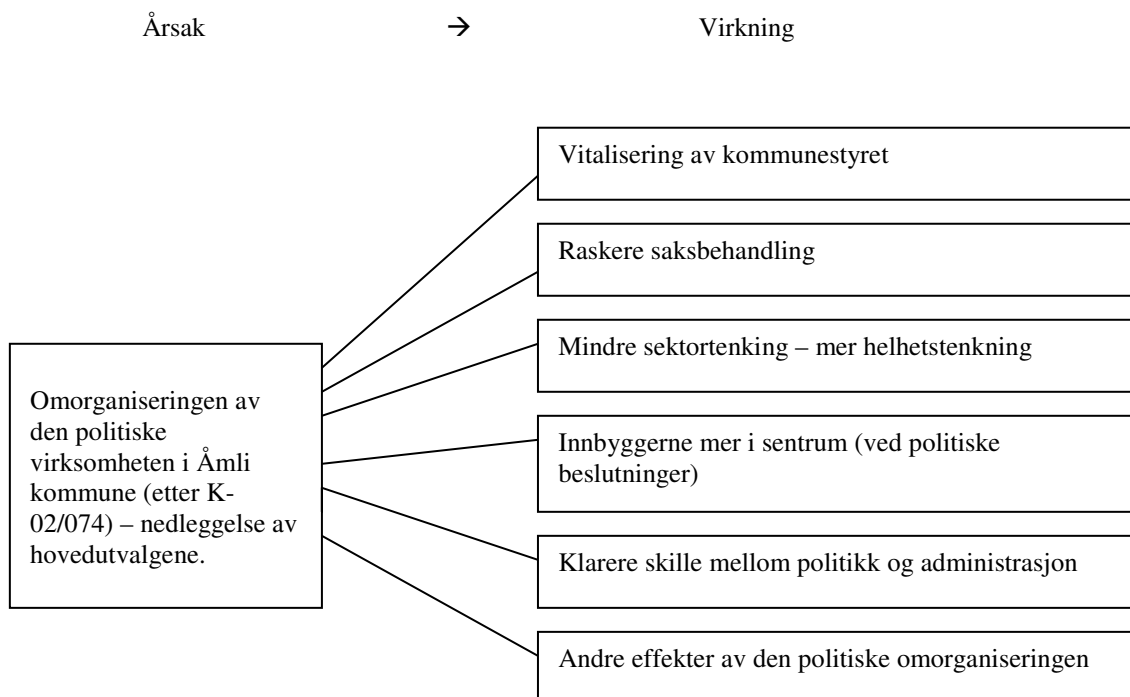 Årsak → Virkning
Vitalisering av kommunestyret
Raskere saksbehandling
Mindre sektortenking – mer helhetstenkning
Omorganiseringen av
den politiske
virksomheten i Åmli
kommune (etter K-
02/074) – nedleggelse av
hovedutvalgene.
Innbyggerne mer i sentrum (ved politiske
beslutninger)
Klarere skille mellom politikk og administrasjon
Andre effekter av den politiske omorganiseringen